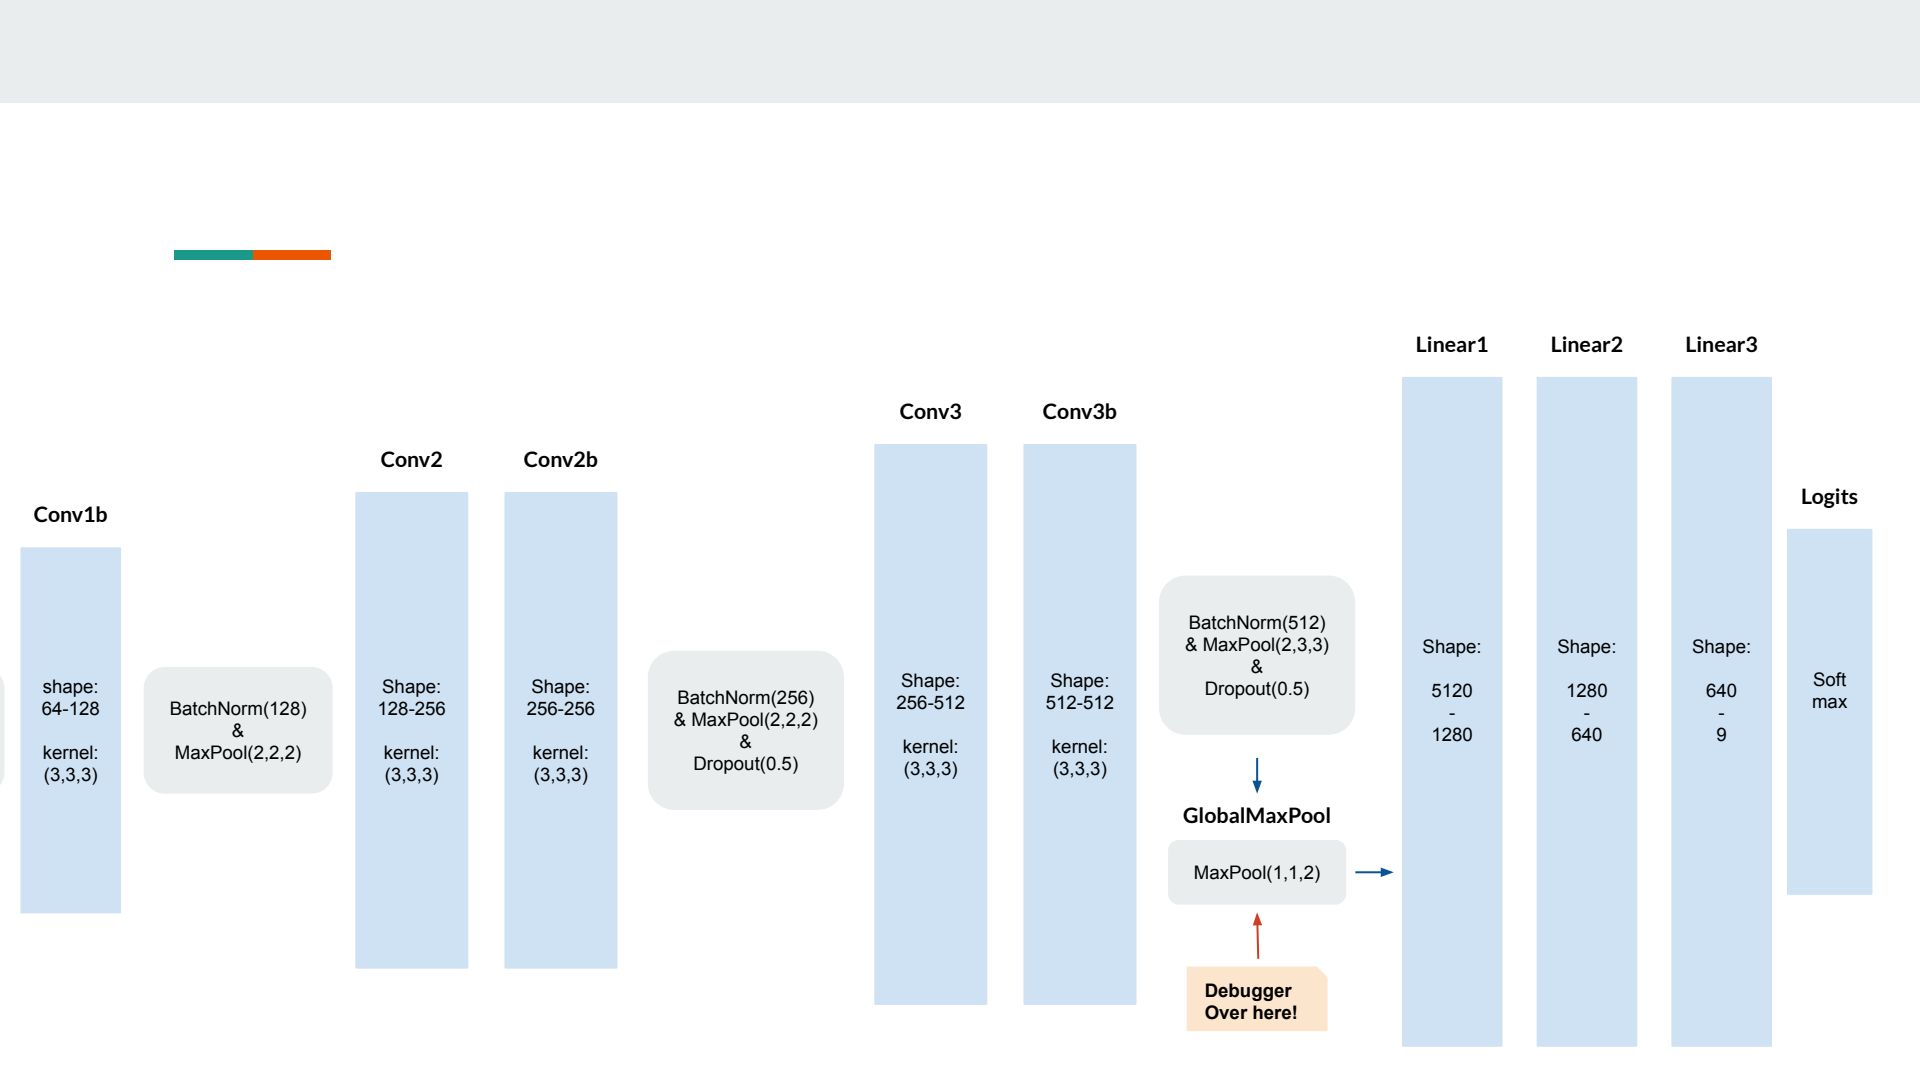 Conv1b
shape:
64-128
kernel:
(3,3,3)
BatchNorm(128)
&
MaxPool(2,2,2)
Conv2
Shape:
128-256
kernel:
(3,3,3)
Conv2b
Shape:
256-256
kernel:
(3,3,3)
BatchNorm(256)
& MaxPool(2,2,2)
&
Dropout(0.5)
Conv3
Shape:
256-512
kernel:
(3,3,3)
Conv3b
Shape:
512-512
kernel:
(3,3,3)
BatchNorm(512)
& MaxPool(2,3,3)
&
Dropout(0.5)
GlobalMaxPool
MaxPool(1,1,2)
Debugger
Over here!
Linear1
Shape:
5120
-
1280
Linear2
Shape:
1280
-
640
Linear3
Shape:
640
-
9
Logits
Soft
max